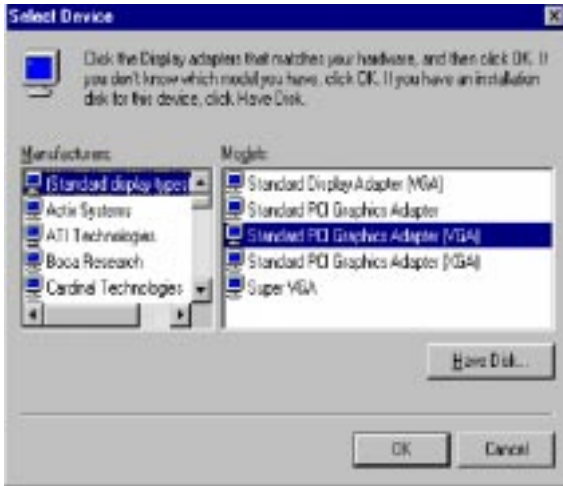 Select Device
Click the Display adapters that matches your hardware, and then click OK. If
you don't know which model you have, click OK. If you have an installation
disk for this device, click Have Disk.
Manufacturers:
Models:
(Standard display types
Actix Systems
ATI Technologies
Boca Research
Cardinal Technologies
Standard Display Adapter (VGA)
Standard PCI Graphics Adapter
Standard PCI Graphics Adapter (VGA)
Standard PCI Graphics Adapter (XGA)
Super VGA
Have Disk...
OK
Cancel